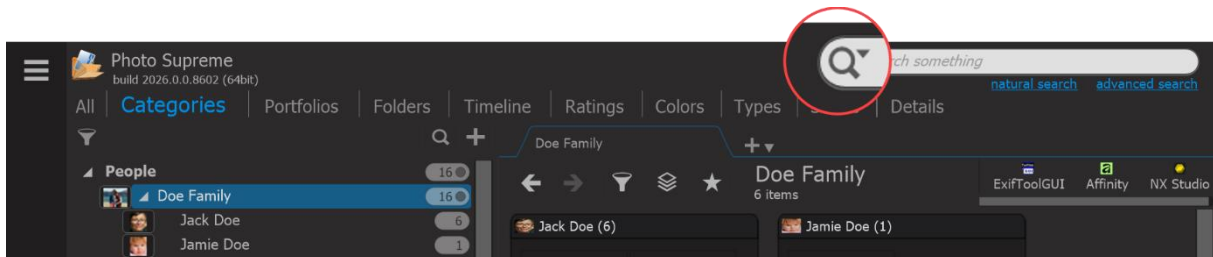 Photo Supreme
build 2026.0.0.8602 (64bit)
rch something
natural search advanced search
All Categories Portfolios Folders Timeline Ratings Colors Types Details
Doe Family
People 16
Doe Family 16
Jack Doe 6
Jamie Doe 1
Doe Family
6 items
ExifToolGUI Affinity NX Studio
Jack Doe (6) Jamie Doe (1)